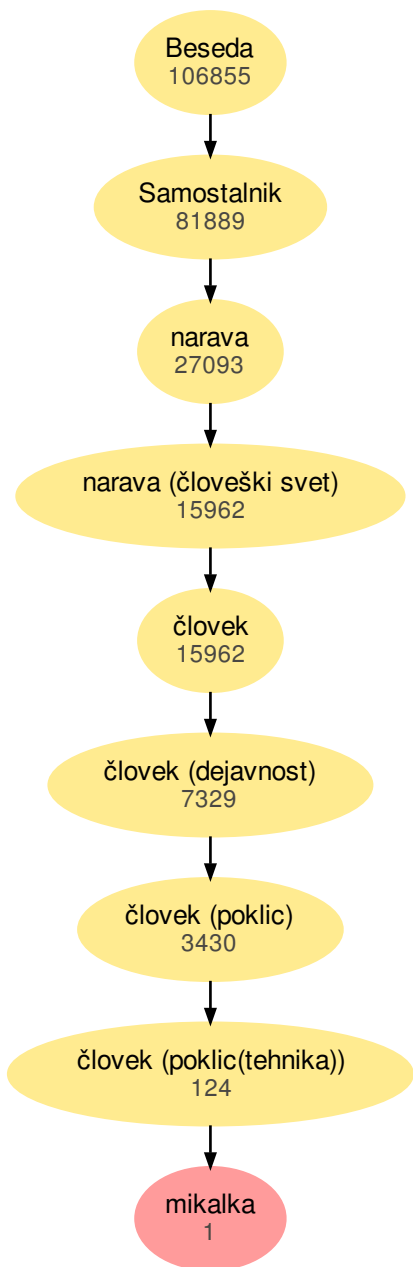 Beseda
106855
Samostalnik
81889
narava
27093
narava (človeški svet)
15962
človek
15962
človek (dejavnost)
7329
človek (poklic)
3430
človek (poklic(tehnika))
124
mikalka
1